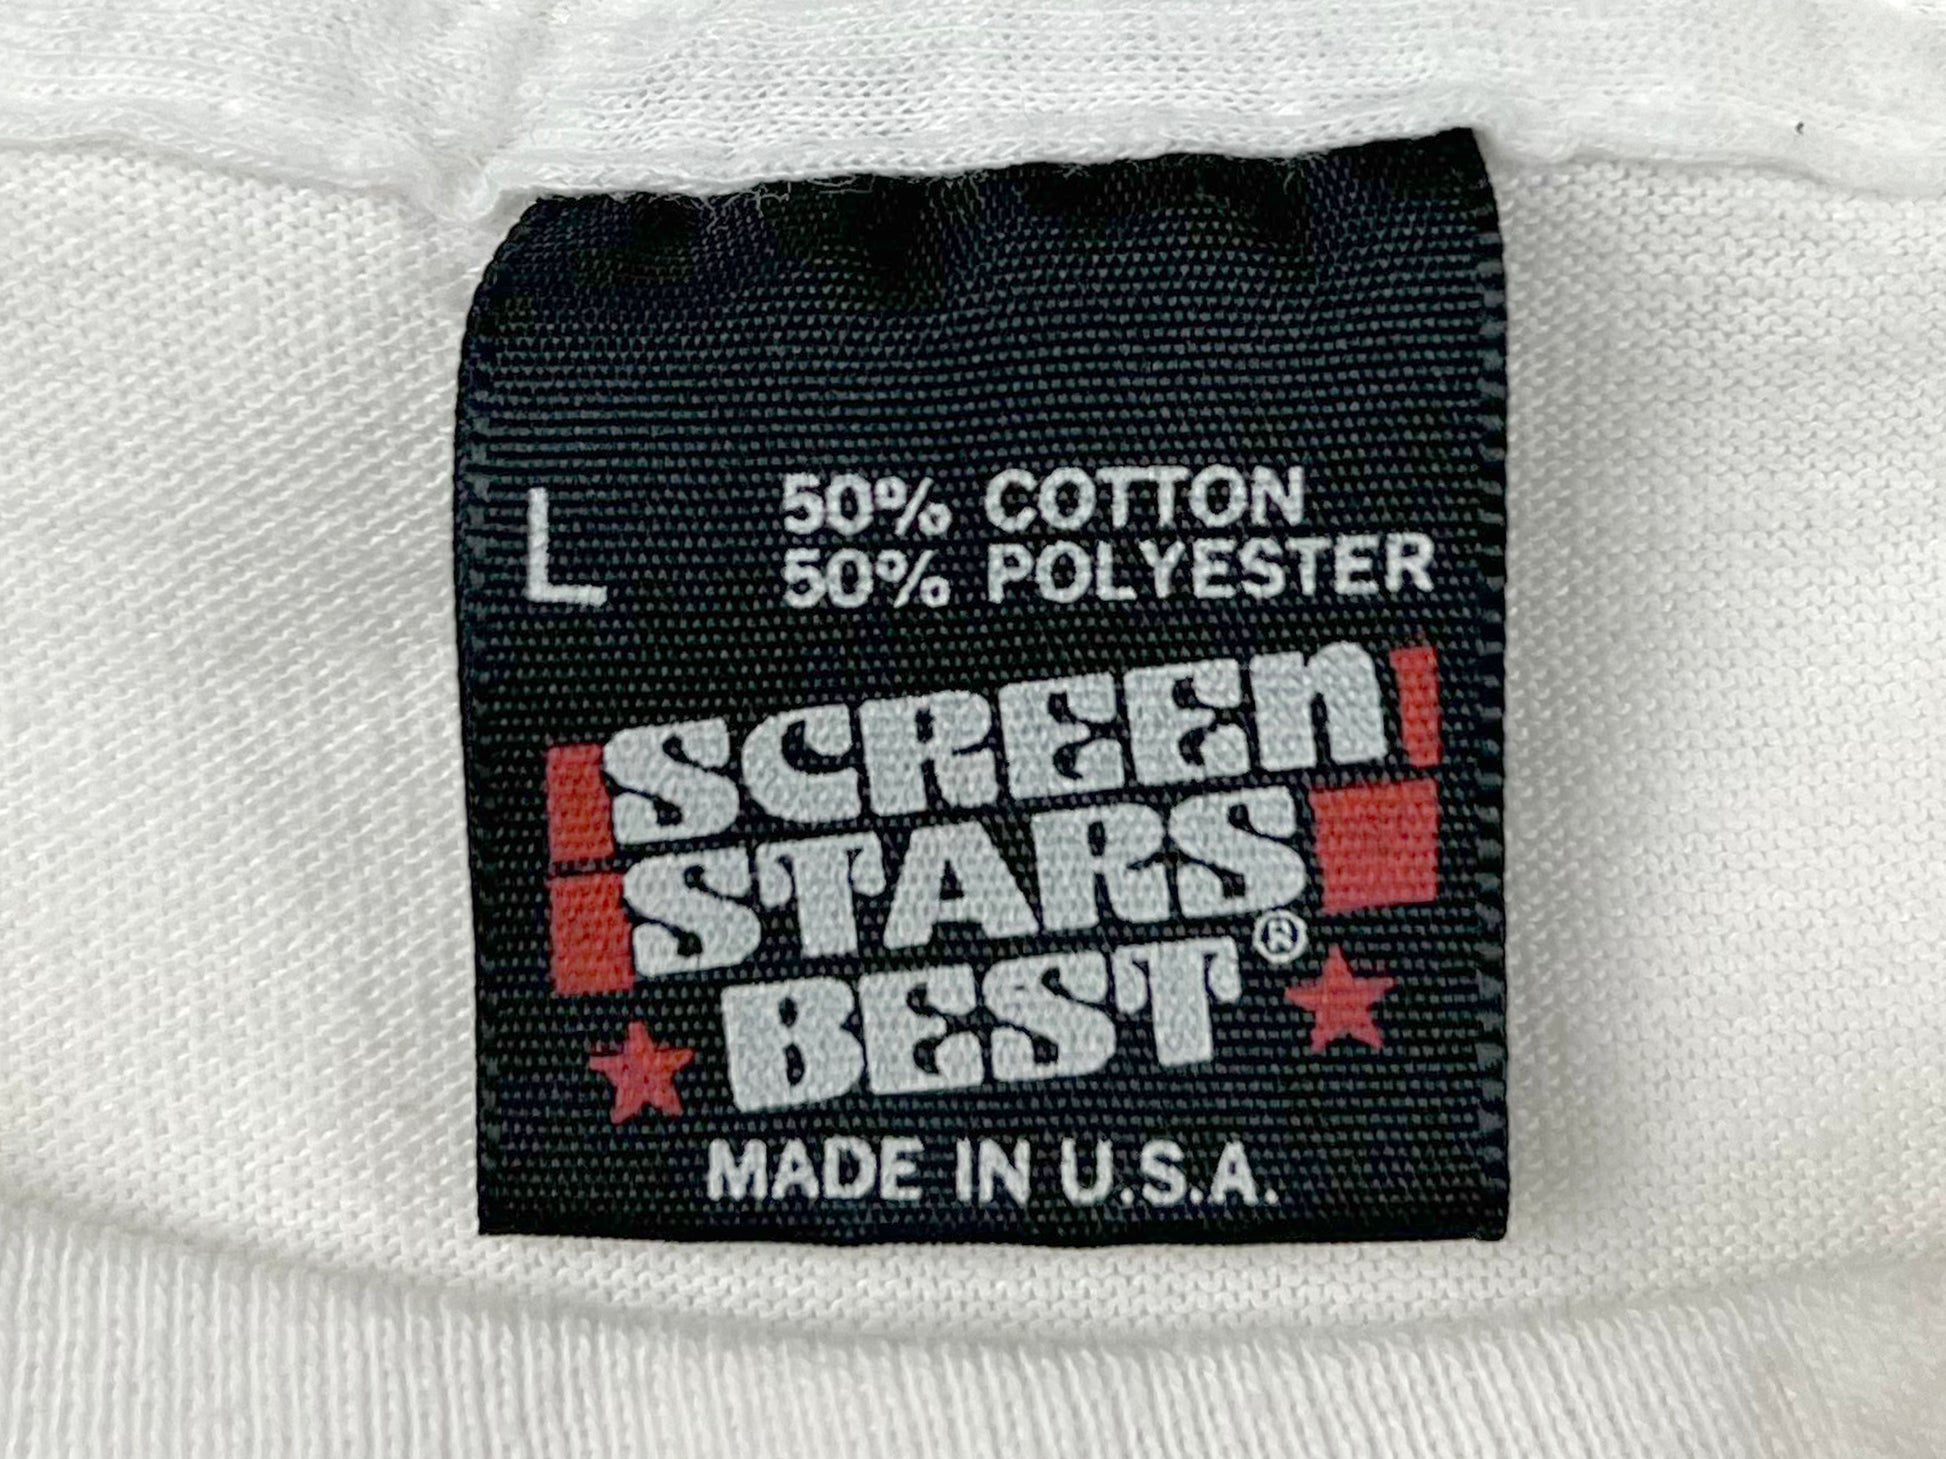 L 50% COTTON
50% POLYESTER
SCREEN
STARS
BEST®
MADE IN U.S.A.